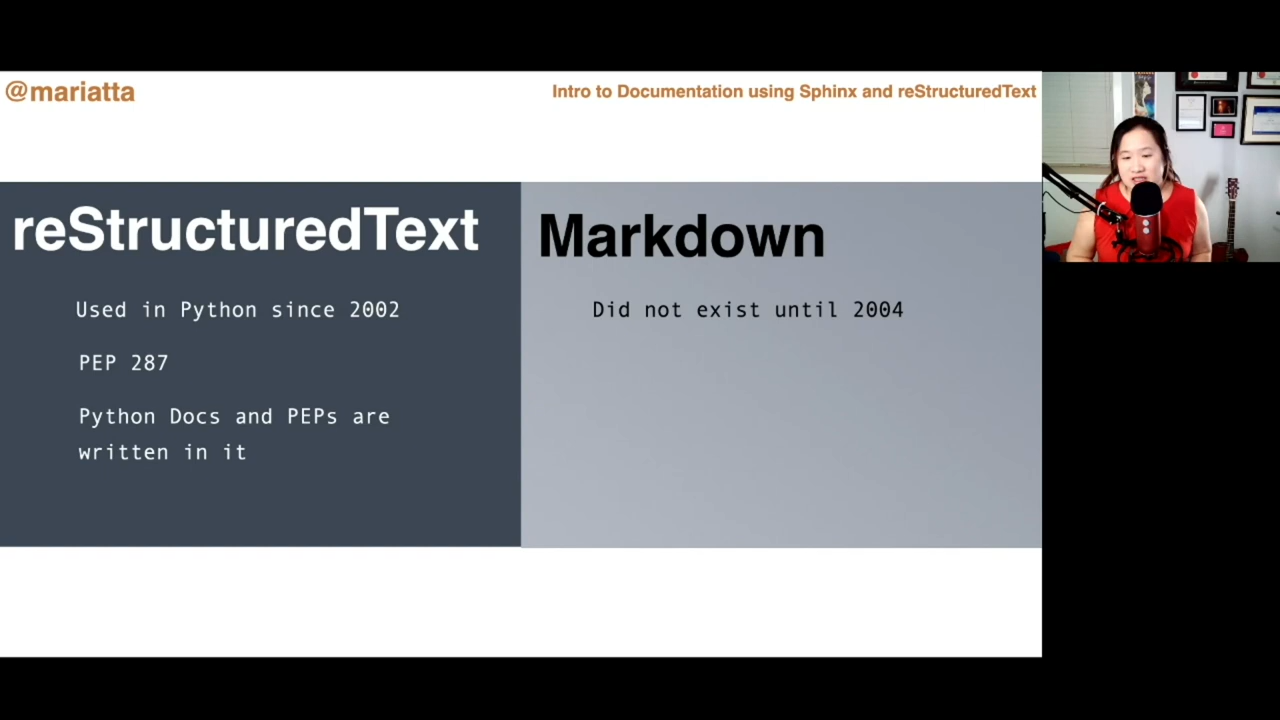 @mariatta
Intro to Documentation using Sphinx and reStructuredText
reStructuredText
Used in Python since 2002
PEP 287
Python Docs and PEPs are
written in it
Markdown
Did not exist until 2004